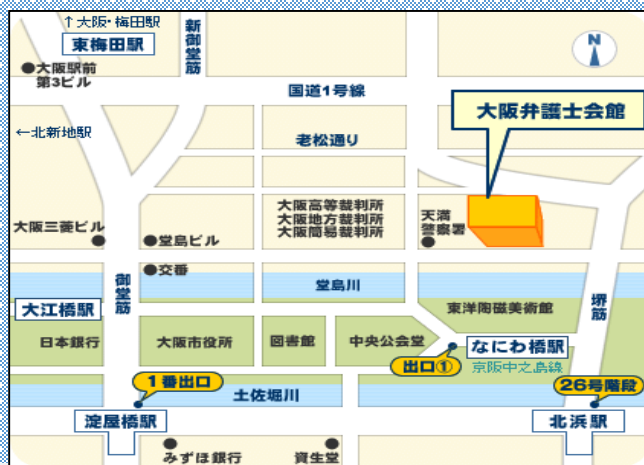 ↑大阪・梅田駅
東梅田駅
新御堂筋
N
●大阪駅前
第3ビル
国道1号線
大阪弁護士会館
←北新地駅
老松通り
大阪高等裁判所
大阪地方裁判所
大阪簡易裁判所
天満
警察署
大阪三菱ビル
●堂島ビル
●交番
御堂筋
堂島川
堺筋
大江橋駅
東洋陶磁美術館
日本銀行
大阪市役所
図書館
中央公会堂
なにわ橋駅
出口①
京阪中之島線
1番出口
土佐堀川
26号階段
淀屋橋駅
北浜駅
みずほ銀行
資生堂